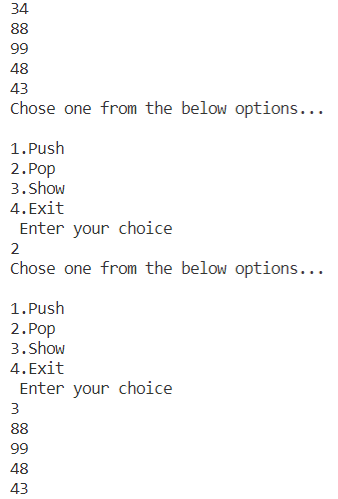 34
88
99
48
43
Chose one from the below options...
1.Push
2.Pop
3.Show
4.Exit
Enter your choice
2
Chose one from the below options...
1.Push
2.Pop
3.Show
4.Exit
Enter your choice
3
88
99
48
43